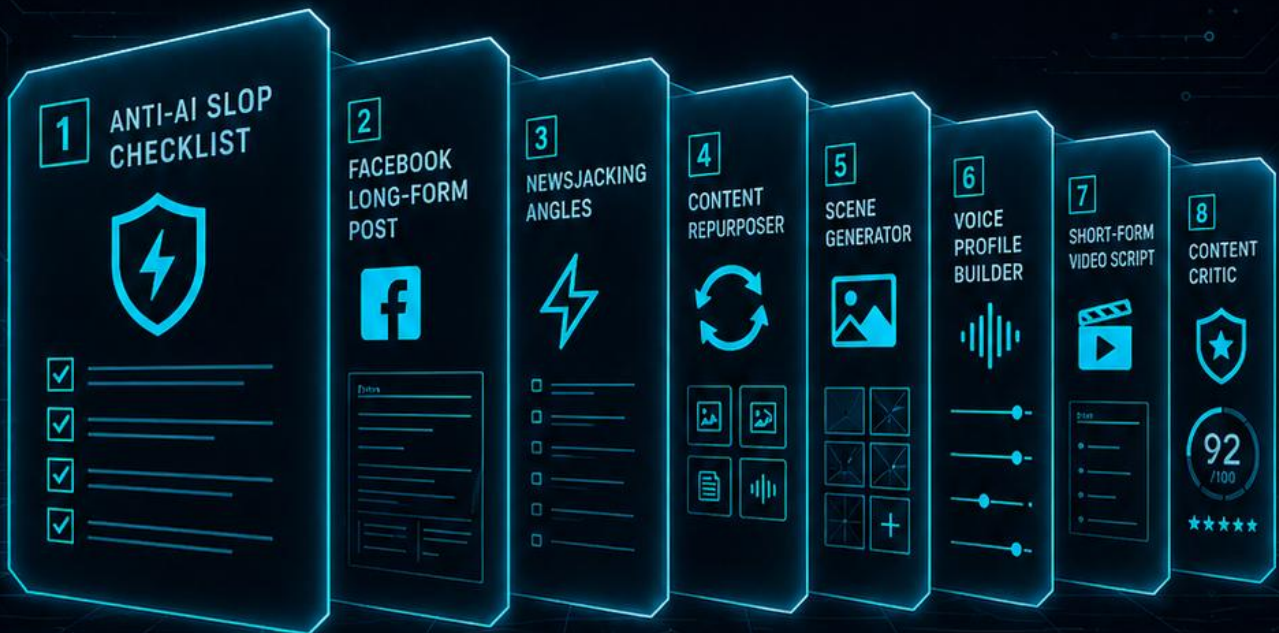 1
ANTI-AI SLOP
CHECKLIST
2
FACEBOOK
LONG-FORM
POST
3
NEWSJACKING
ANGLES
4
CONTENT
REPURPOSER
5
SCENE
GENERATOR
6
VOICE
PROFILE
BUILDER
7
SHORT-FORM
VIDEO SCRIPT
8
CONTENT
CRITIC
92
/100